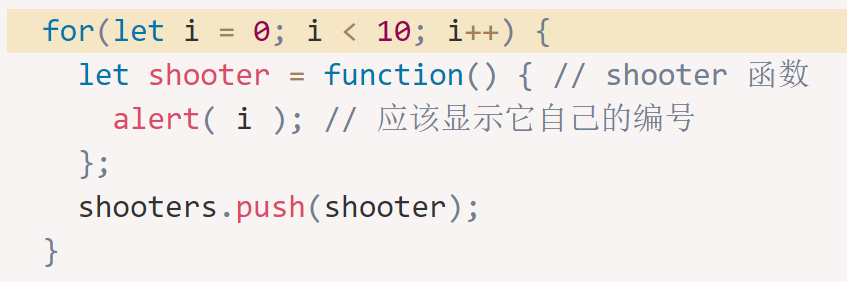 for(let i = 0; i < 10; i++) {
  let shooter = function() { // shooter 函数
    alert( i ); // 应该显示它自己的编号
  };
  shooters.push(shooter);
}